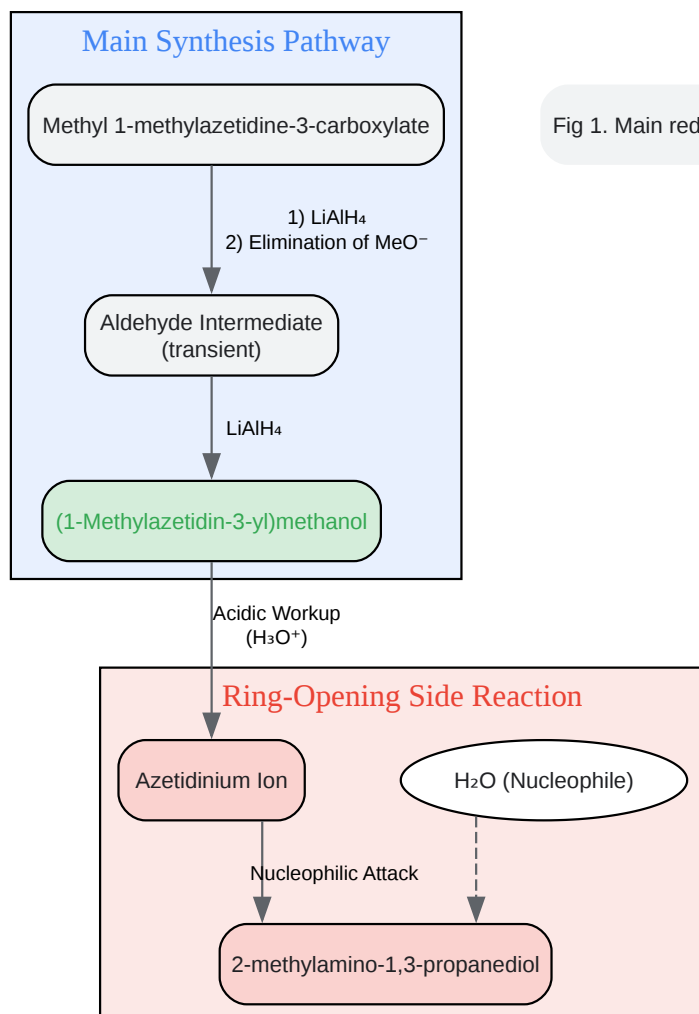 Main Synthesis Pathway
Methyl 1-methylazetidine-3-carboxylate
Fig 1. Main red
1) LiAlH₄
2) Elimination of MeO⁻
Aldehyde Intermediate
(transient)
LiAlH₄
(1-Methylazetidin-3-yl)methanol
Acidic Workup
(H₃O⁺)
Ring-Opening Side Reaction
Azetidinium Ion
H₂O (Nucleophile)
Nucleophilic Attack
2-methylamino-1,3-propanediol